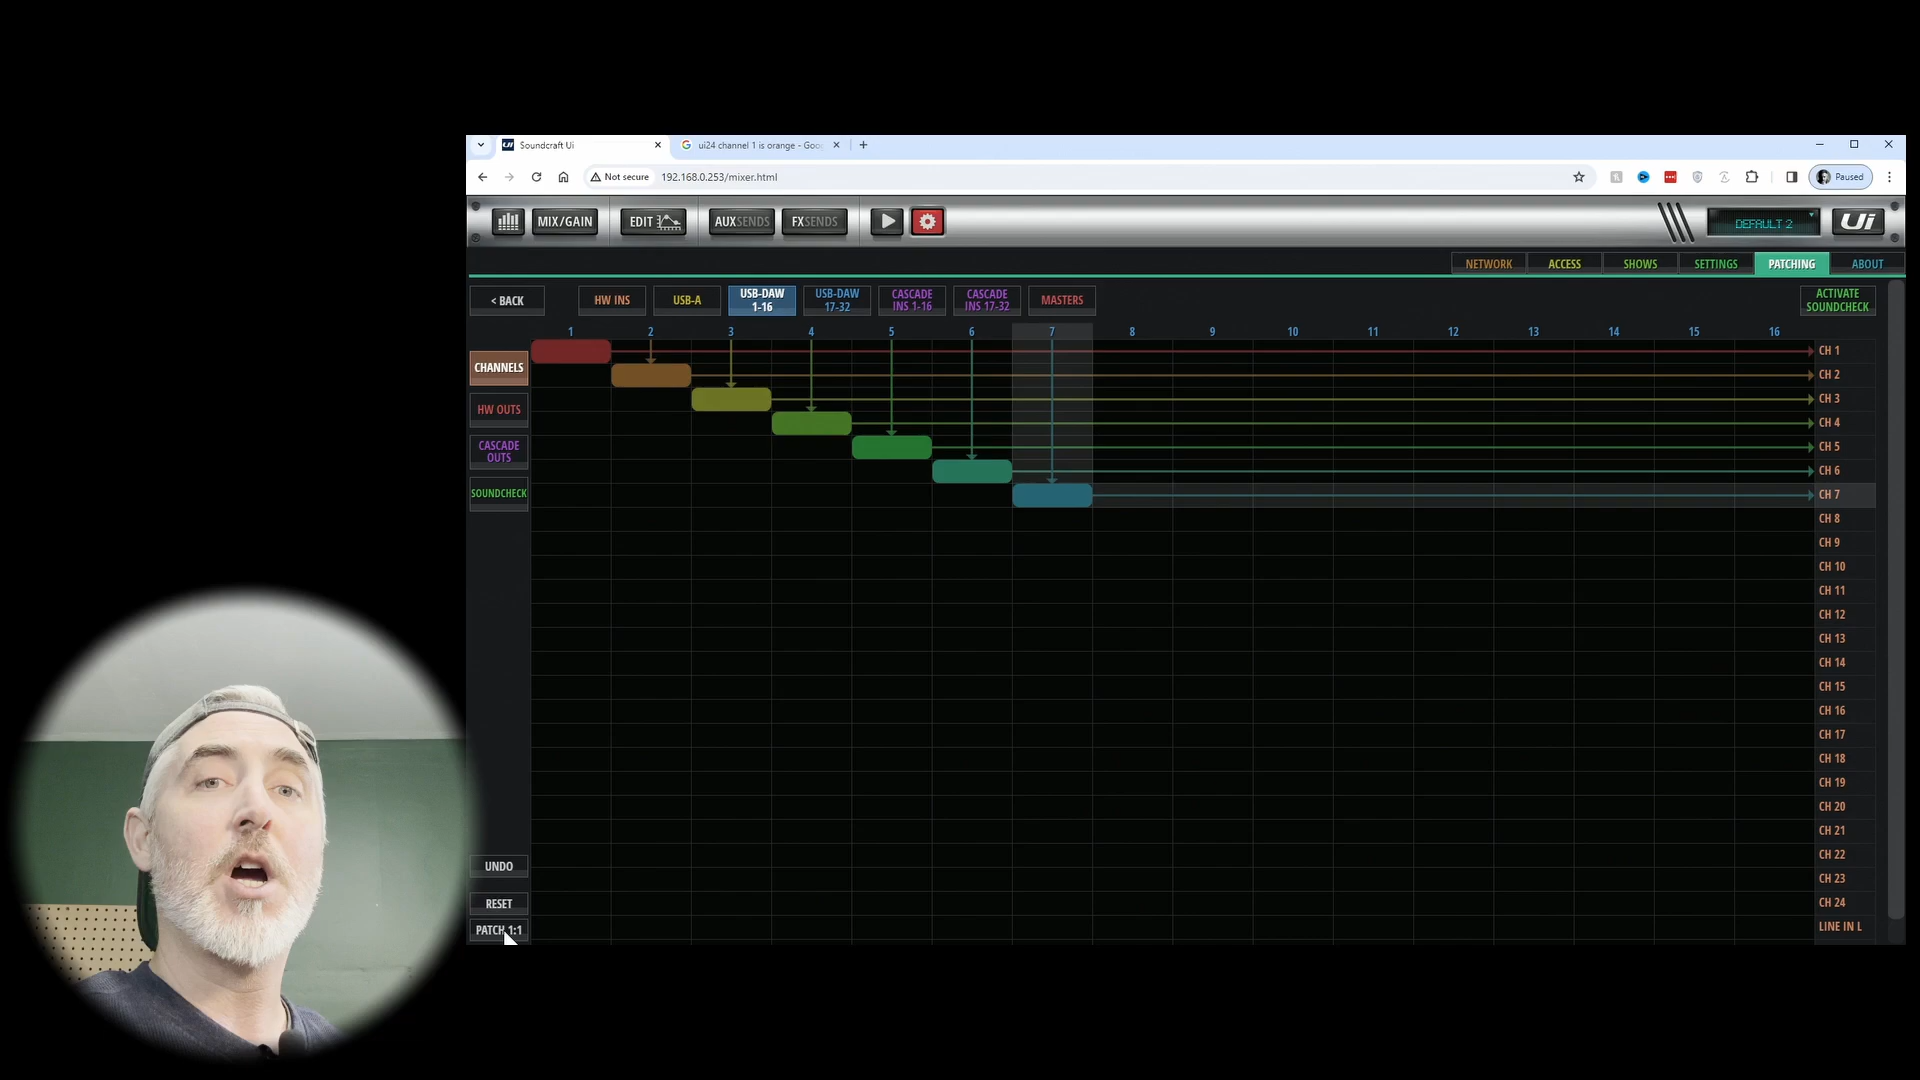 Soundcraft Ui
ui24 channel 1 is orange - Goo
Not secure
192.168.0.253/mixer.html
Paused
MIX/GAIN
EDIT
AUXSENDS
FXSENDS
DEFAULT 2
Ui
NETWORK
ACCESS
SHOWS
SETTINGS
PATCHING
ABOUT
< BACK
HW INS
USB-A
USB-DAW
1-16
USB-DAW
17-32
CASCADE
INS 1-16
CASCADE
INS 17-32
MASTERS
ACTIVATE
SOUNDCHECK
1 2 3 4 5 6 7 8 9 10 11 12 13 14 15 16
CHANNELS
HW OUTS
CASCADE
OUTS
SOUNDCHECK
UNDO
RESET
PATCH 1:1
CH 1
CH 2
CH 3
CH 4
CH 5
CH 6
CH 7
CH 8
CH 9
CH 10
CH 11
CH 12
CH 13
CH 14
CH 15
CH 16
CH 17
CH 18
CH 19
CH 20
CH 21
CH 22
CH 23
CH 24
LINE IN L